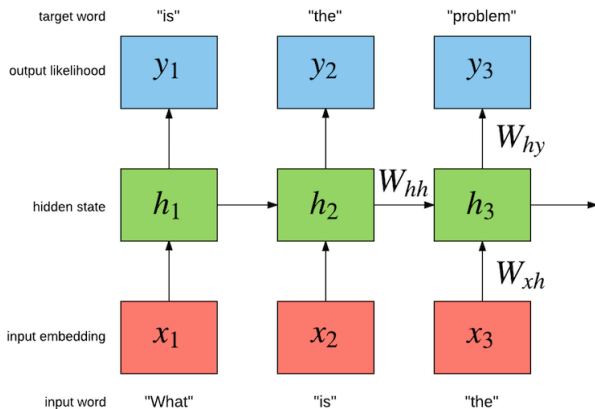 target word "is" "the" "problem"
output likelihood y₁ y₂ y₃
W_hy
W_hh
hidden state h₁ h₂ h₃
W_xh
input embedding x₁ x₂ x₃
input word "What" "is" "the"